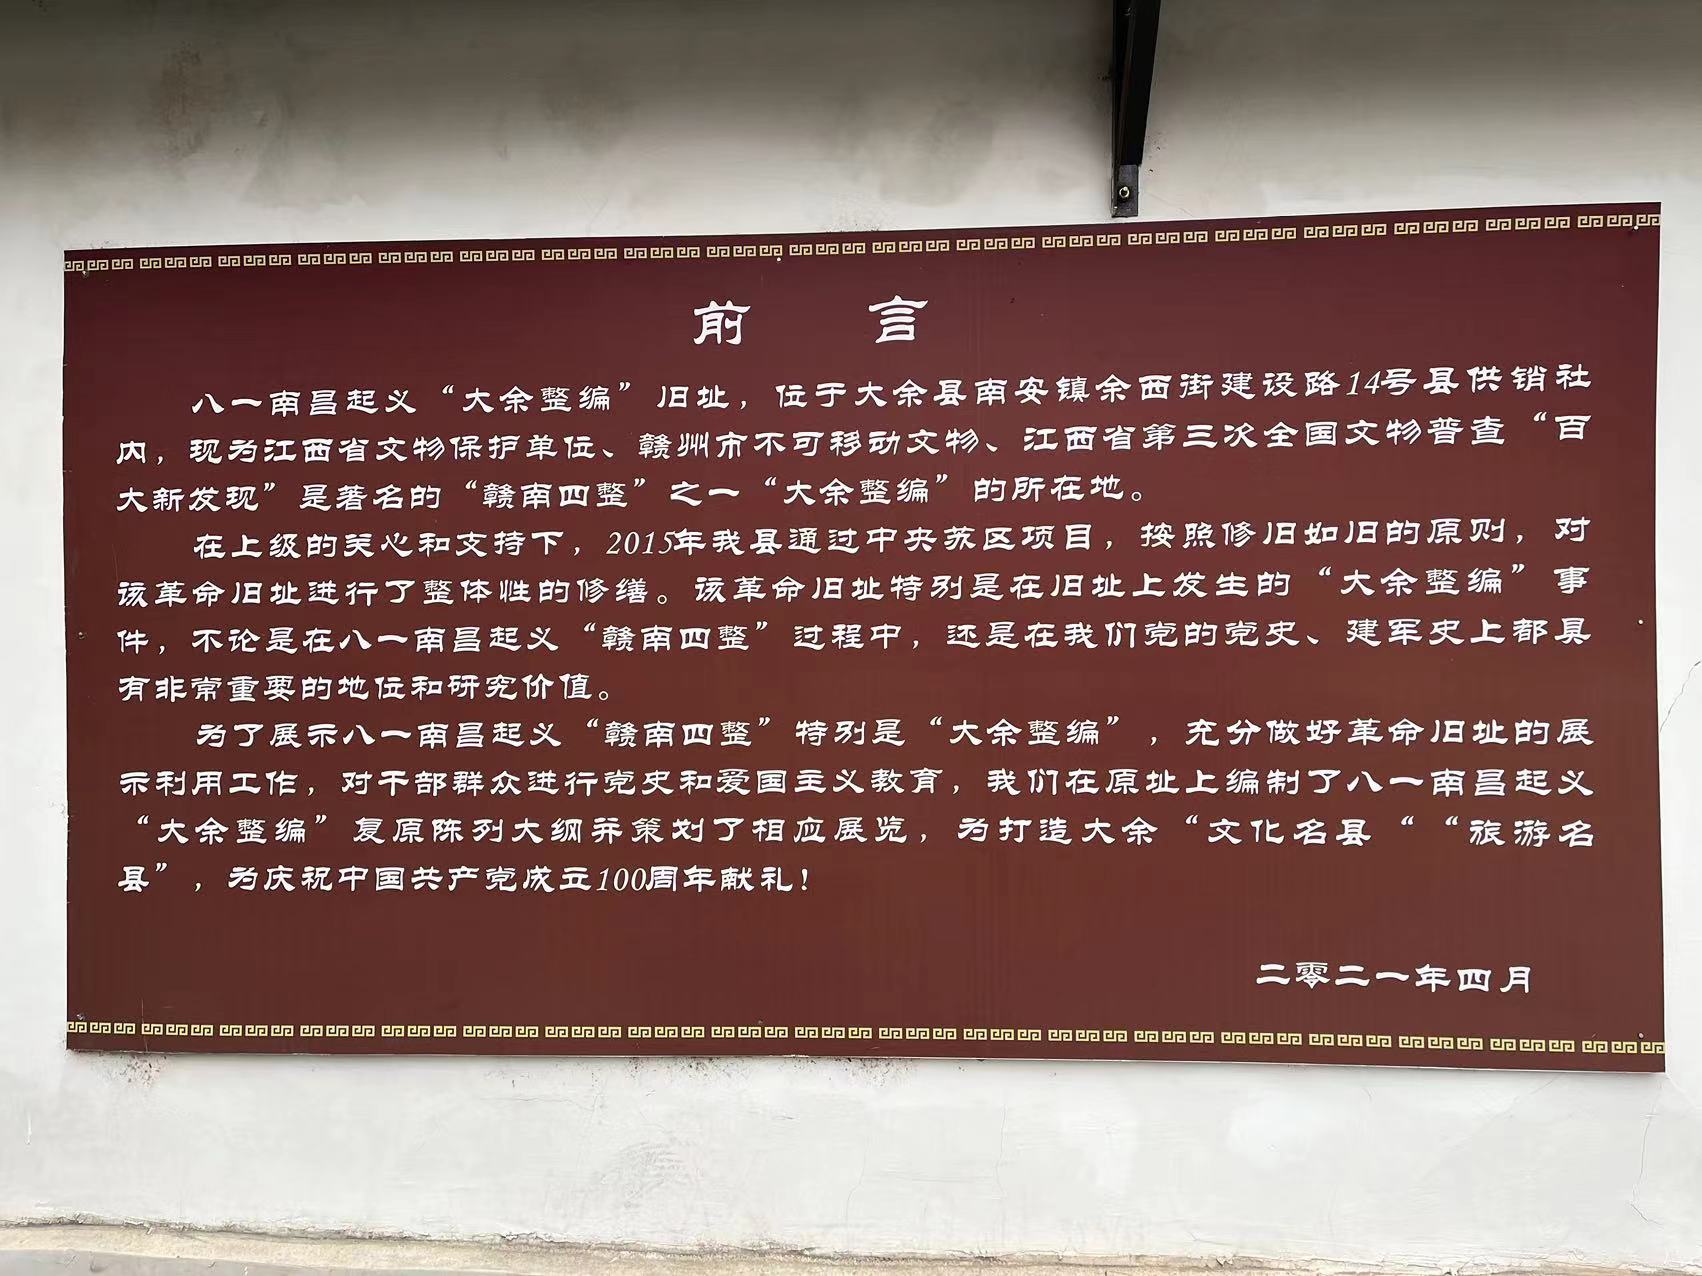 前 言
八一南昌起义“大余整编”旧址，位于大余县南安镇余西街建设路14号县供销社
内，现为江西省文物保护单位、赣州市不可移动文物、江西省第三次全国文物普查“百
大新发现”是著名的“赣南四整”之一“大余整编”的所在地。
在上级的关心和支持下，2015年我县通过中央苏区项目，按照修旧如旧的原则，对
该革命旧址进行了整体性的修缮。该革命旧址特别是在旧址上发生的“大余整编”事
件，不论是在八一南昌起义“赣南四整”过程中，还是在我们党的党史、建军史上都具
有非常重要的地位和研究价值。
为了展示八一南昌起义“赣南四整”特别是“大余整编”，充分做好革命旧址的展
示利用工作，对干部群众进行党史和爱国主义教育，我们在原址上编制了八一南昌起义
“大余整编”复原陈列大纲并策划了相应展览，为打造大余“文化名县““旅游名
县”，为庆祝中国共产党成立100周年献礼！
二零二一年四月